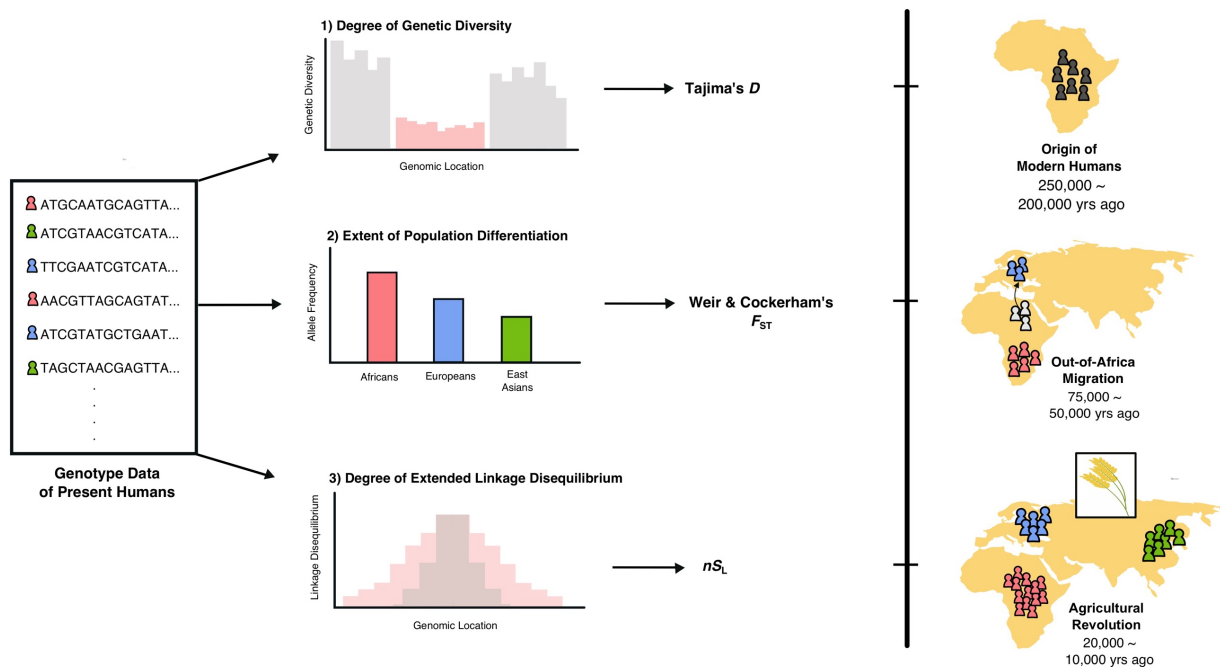 ATGCAATGCAGTTA...
ATCGTAACGTCATA...
TTCGAATCGTCATA...
AACGTTAGCAGTAT...
ATCGTATGCTGAAT...
TAGCTAACGAGTTA...
.
.
.
.
Genotype Data
of Present Humans
1) Degree of Genetic Diversity
Genetic Diversity
Genomic Location
Tajima's D
2) Extent of Population Differentiation
Allele Frequency
Africans
Europeans
East
Asians
Weir & Cockerham's
FST
3) Degree of Extended Linkage Disequilibrium
Linkage Disequilibrium
Genomic Location
nSL
Origin of
Modern Humans
250,000 ~
200,000 yrs ago
Out-of-Africa
Migration
75,000 ~
50,000 yrs ago
Agricultural
Revolution
20,000 ~
10,000 yrs ago